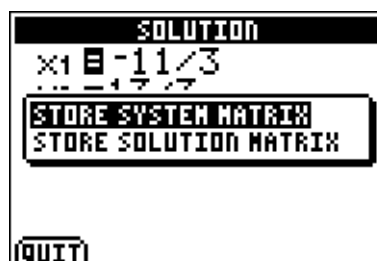 SOLUTION
x1 = -11/3
STORE SYSTEM MATRIX
STORE SOLUTION MATRIX
(QUIT)